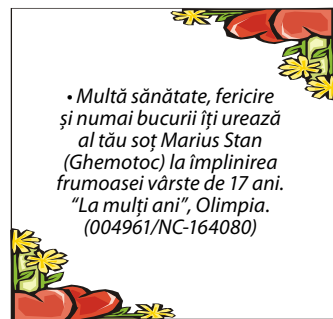 • Multă sănătate, fericire
și numai bucurii îți urează
al tău soț Marius Stan
(Ghemotoc) la împlinirea
frumoasei vârste de 17 ani.
“La mulți ani”, Olimpia.
(004961/NC-164080)